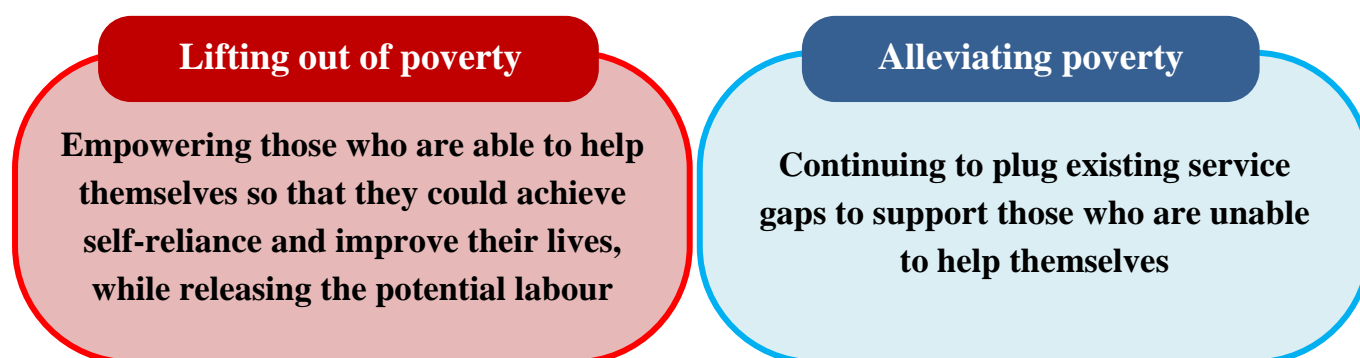 Lifting out of poverty
Empowering those who are able to help
themselves so that they could achieve
self-reliance and improve their lives,
while releasing the potential labour
Alleviating poverty
Continuing to plug existing service
gaps to support those who are unable
to help themselves